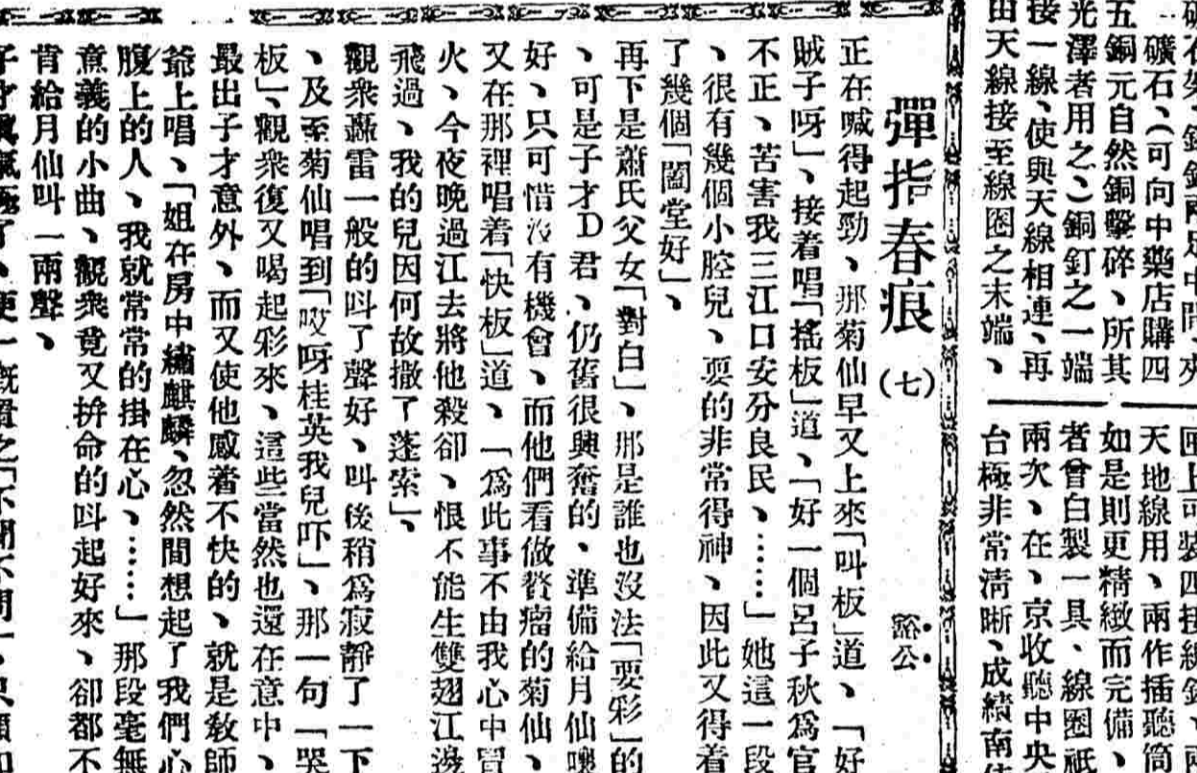 礦石、(可向中藥店購四
五銅元自然銅擊碎、所其
光澤者用之、)銅釘之一端
接一線、使與天線相連、再
由天線接至線圈之末端、
天地線用、兩作插聽筒
如是則更精緻而完備、
者曾自製一具、線圈祇
兩次、在、京收聽中央
台極非常清晰、成績南
彈指春痕(七)
豁公
正在喊得起勁、那菊仙早又上來「叫板」道、「好
賊子呀」、接着唱「搖板」道、「好一個呂子秋爲官
不正、苦害我三江口安分良民、……」她這一段
、很有幾個小腔兒、耍的非常得神、因此又得着
了幾個「闔堂好」、
再下是蕭氏父女「對白」、那是誰也沒法「要彩」的
、可是子才D君、仍舊很興奮的、準備給月仙嚷
好、只可惜沒有機會、而他們看做贅瘤的菊仙、
又在那裡唱着「快板」道、「爲此事不由我心中冒
火、今夜晚過江去將他殺卻、恨不能生雙翅江邊
飛過、我的兒因何故撒了蓬索」、
觀衆轟雷一般的叫了聲好、叫後稍爲寂靜了一下
、及至菊仙唱到「哎呀桂英我兒吓」、那一句「哭
板」、觀衆復又喝起彩來、這些當然也還在意中、
最出子才意外、而又使他感着不快的、就是敎師
爺上唱、「姐在房中繡麒麟、忽然間想起了我們心
腹上的人、我就常常的掛在心、……」那段毫無
意義的小曲、觀衆竟又拚命的叫起好來、卻都不
肯給月仙叫一兩聲、